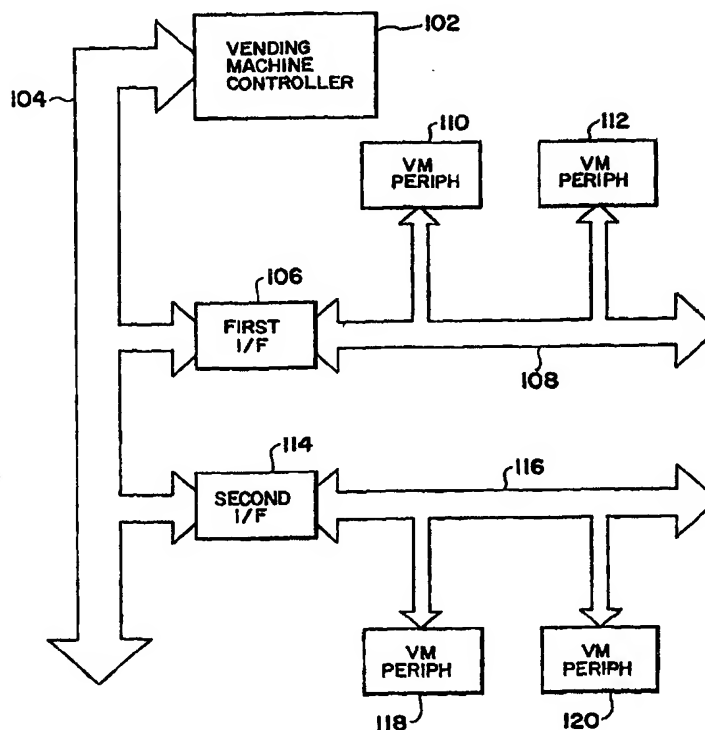 102
VENDING
MACHINE
CONTROLLER
104
110
112
VM
PERIPH
VM
PERIPH
106
FIRST
I/F
108
114
116
SECOND
I/F
VM
PERIPH
VM
PERIPH
118
120